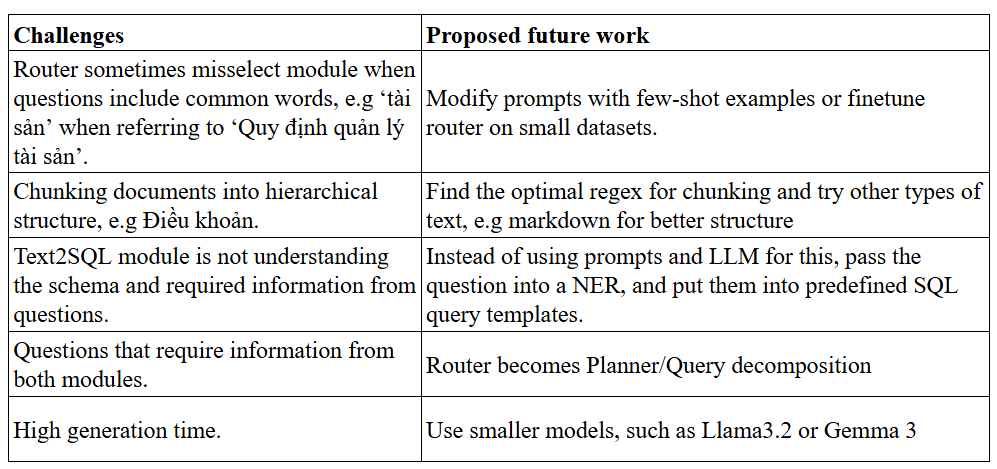 Challenges
Proposed future work
Router sometimes misselect module when
questions include common words, e.g ‘tài
sản’ when referring to ‘Quy định quản lý
tài sản’.
Modify prompts with few-shot examples or finetune
router on small datasets.
Chunking documents into hierarchical
structure, e.g Điều khoản.
Find the optimal regex for chunking and try other types of
text, e.g markdown for better structure
Text2SQL module is not understanding
the schema and required information from
questions.
Instead of using prompts and LLM for this, pass the
question into a NER, and put them into predefined SQL
query templates.
Questions that require information from
both modules.
Router becomes Planner/Query decomposition
High generation time.
Use smaller models, such as Llama3.2 or Gemma 3